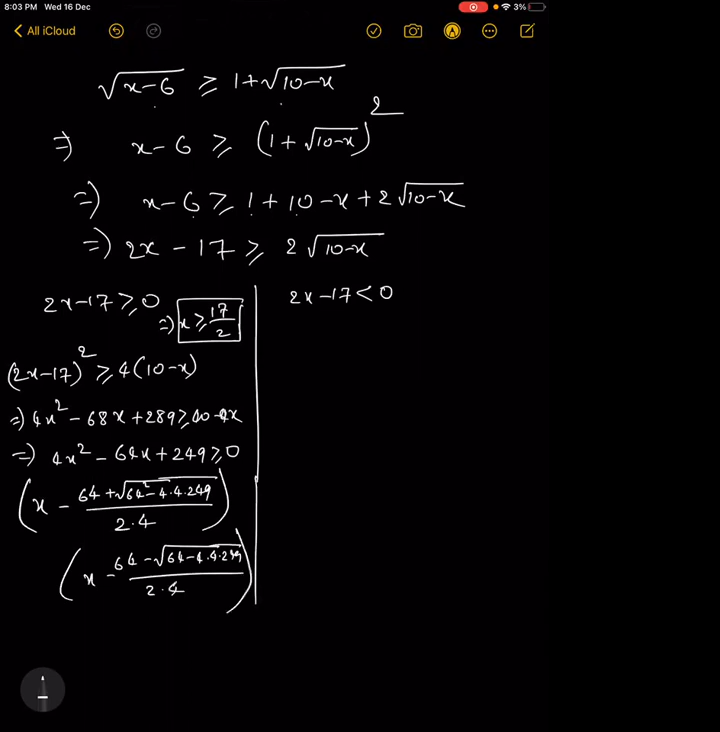 8:03 PM Wed 16 Dec
3%
All iCloud
√(x-6) ≥ 1+√(10-x)
⇒ x-6 ≥ (1+√(10-x))²
⇒) x-6 ≥ 1+10-x+2√(10-x)
⇒) 2x-17 ≥ 2√(10-x)
2x-17 ≥ 0
⇒) x ≥ 17/2
(2x-17)² ≥ 4(10-x)
⇒) 4x²-68x+289 ≥ 40-4x
⇒) 4x²-64x+249 ≥ 0
(x - (64+√(64²-4·4·249))/(2·4))
(x - (64-√(64-4·4·249))/(2·4))
2x-17 < 0